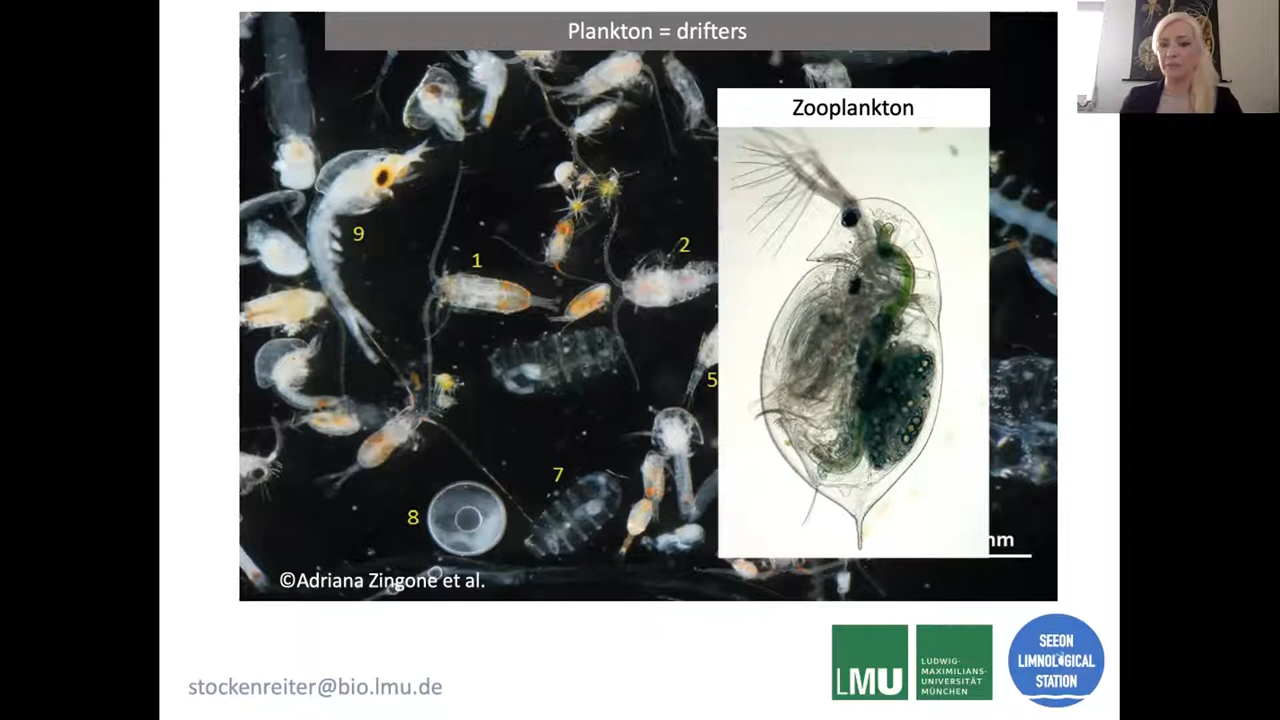 Plankton = drifters
Zooplankton
9
1
2
5
7
8
©Adriana Zingone et al.
stockenreiter@bio.lmu.de
LMU
LUDWIG-
MAXIMILIANS-
UNIVERSITÄT
MÜNCHEN
SEEON
LIMNOLOGICAL
STATION